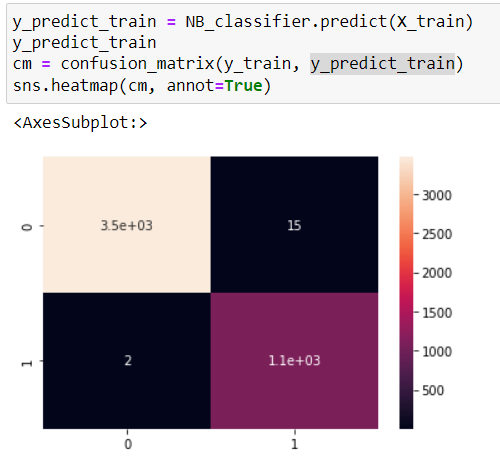 y_predict_train = NB_classifier.predict(X_train)
y_predict_train
cm = confusion_matrix(y_train, y_predict_train)
sns.heatmap(cm, annot=True)
<AxesSubplot:>
0
3.5e+03
15
1
2
1.1e+03
0
1
3000
2500
2000
1500
1000
500